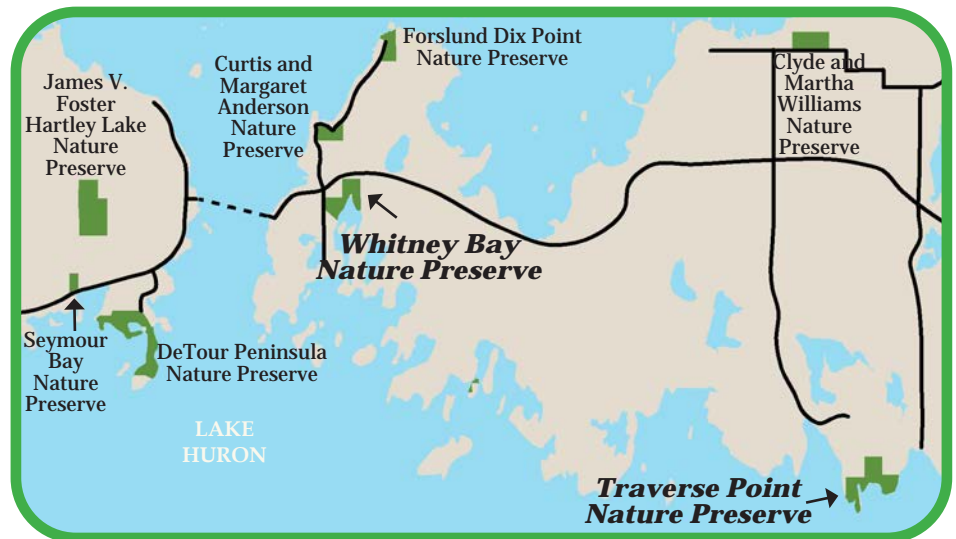 Forslund Dix Point
Nature Preserve
Curtis and
Margaret
Anderson
Nature
Preserve
James V.
Foster
Hartley Lake
Nature
Preserve
Clyde and
Martha
Williams
Nature
Preserve
Whitney Bay
Nature Preserve
Seymour
Bay
Nature
Preserve
DeTour Peninsula
Nature Preserve
LAKE
HURON
Traverse Point
Nature Preserve